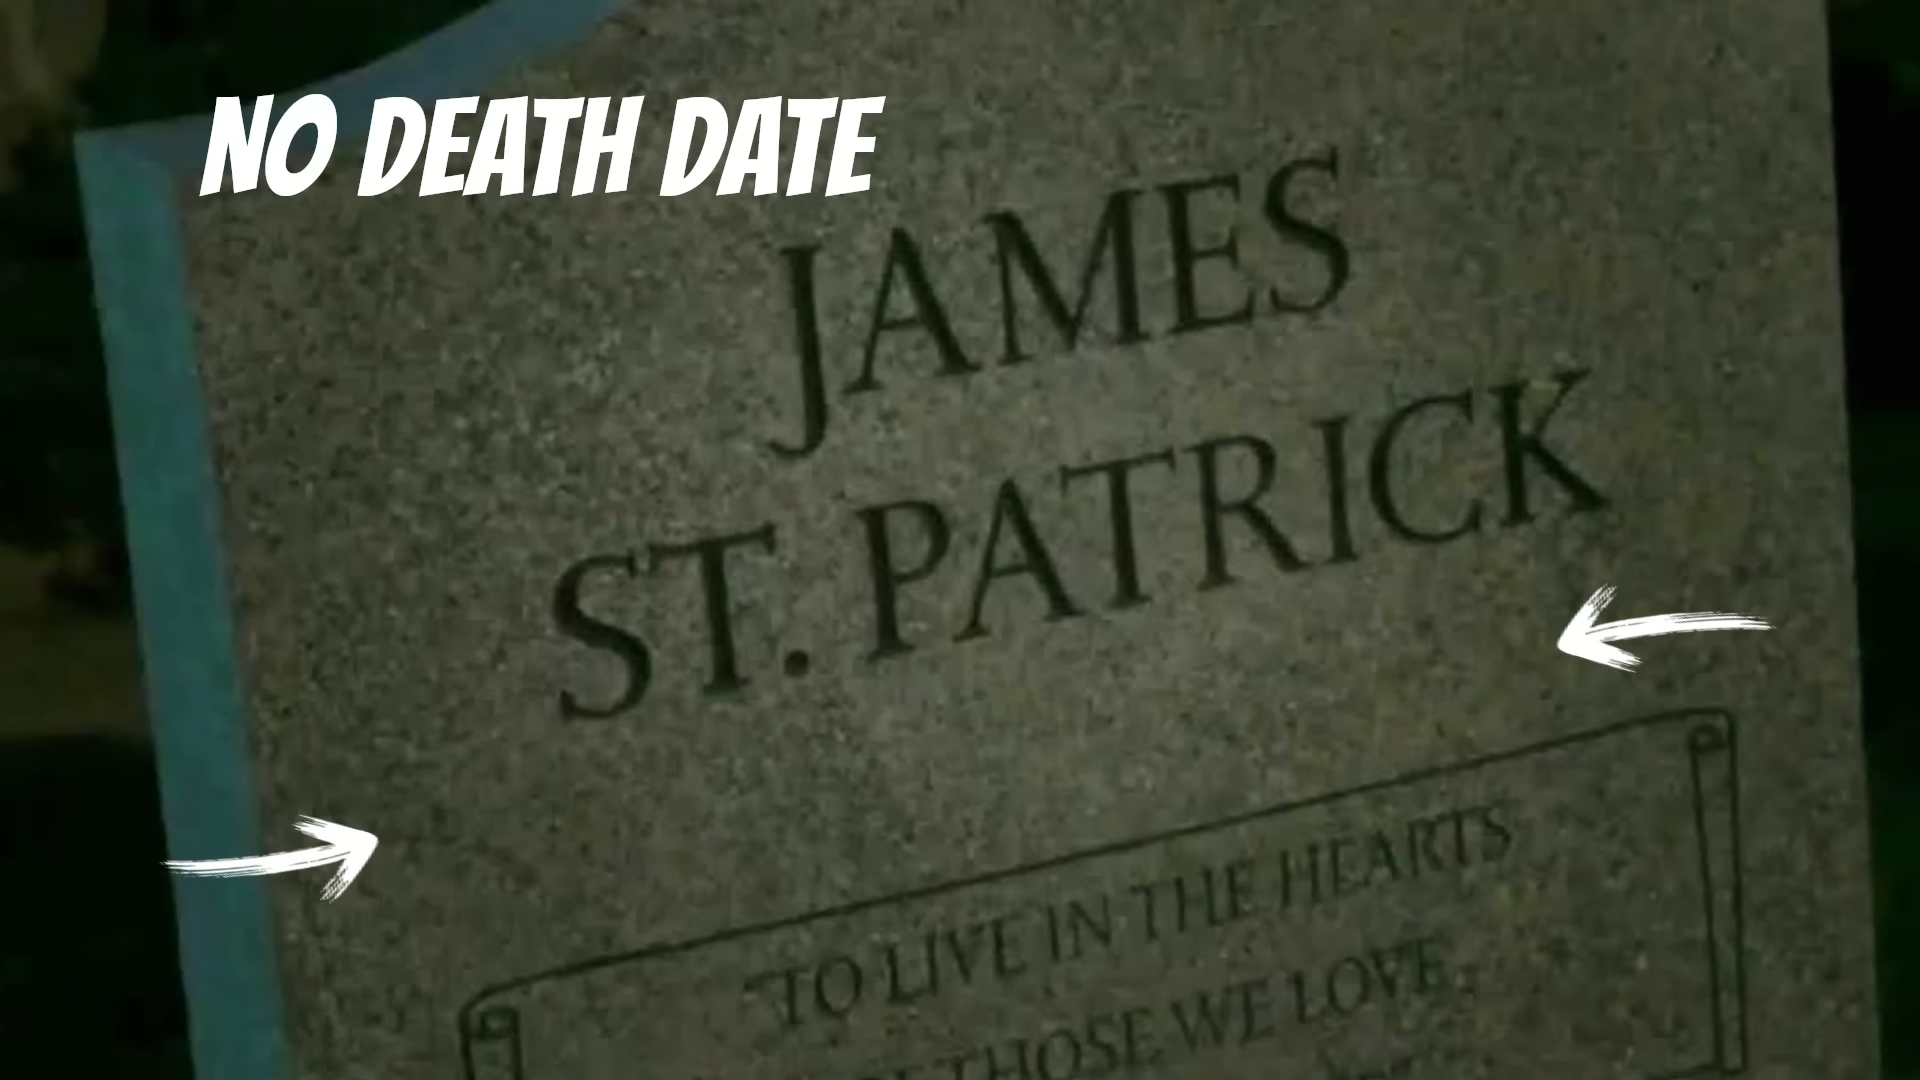 NO DEATH DATE
JAMES
ST. PATRICK
"TO LIVE IN THE HEARTS
THOSE WE LOVE